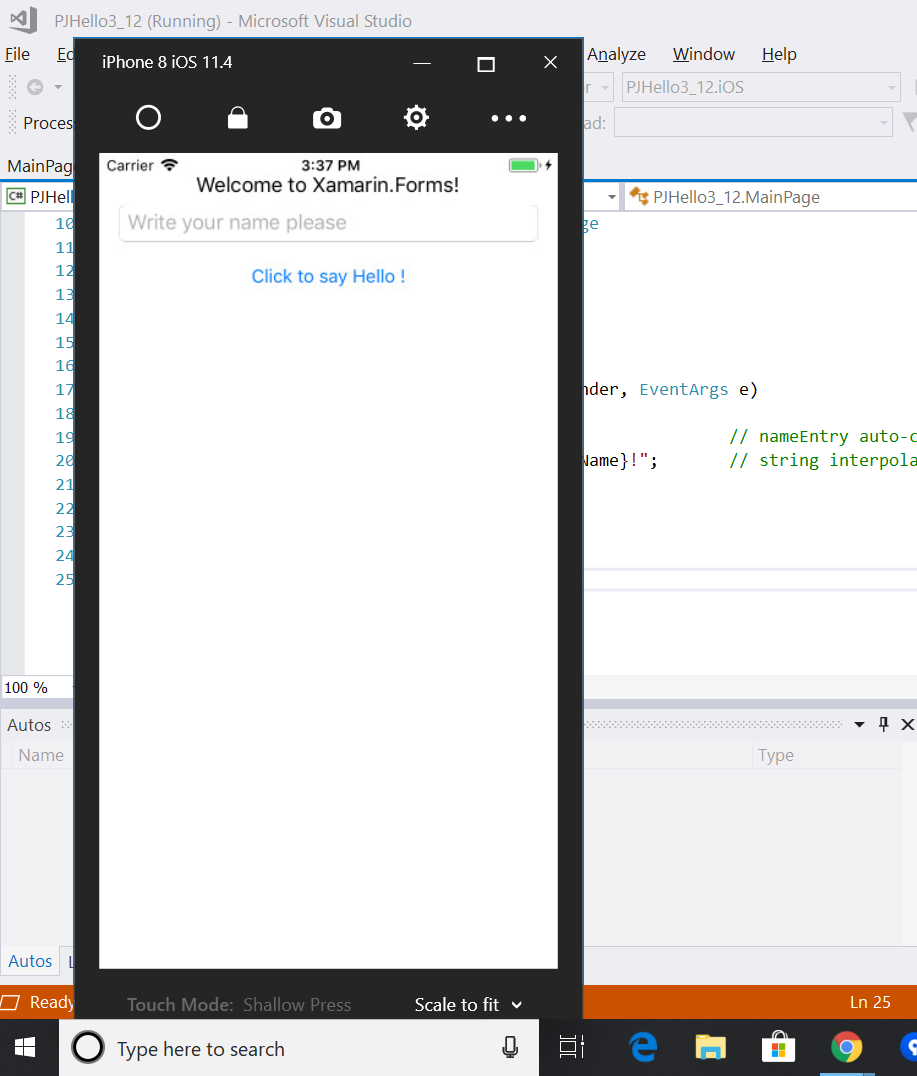 PJHello3_12 (Running) - Microsoft Visual Studio
File
Analyze Window Help
iPhone 8 iOS 11.4
PJHello3_12.iOS
Proces
ad:
MainPag
Carrier 3:37 PM
Welcome to Xamarin.Forms!
C# PJHell
PJHello3_12.MainPage
Write your name please
Click to say Hello !
10 ge
11
12
13
14
15
16
17 nder, EventArgs e)
18
19 // nameEntry auto-c
20 Name}!"; // string interpola
21
22
23
24
25
100 %
Autos
Name Type
Autos
Ready
Touch Mode: Shallow Press Scale to fit
Ln 25
Type here to search